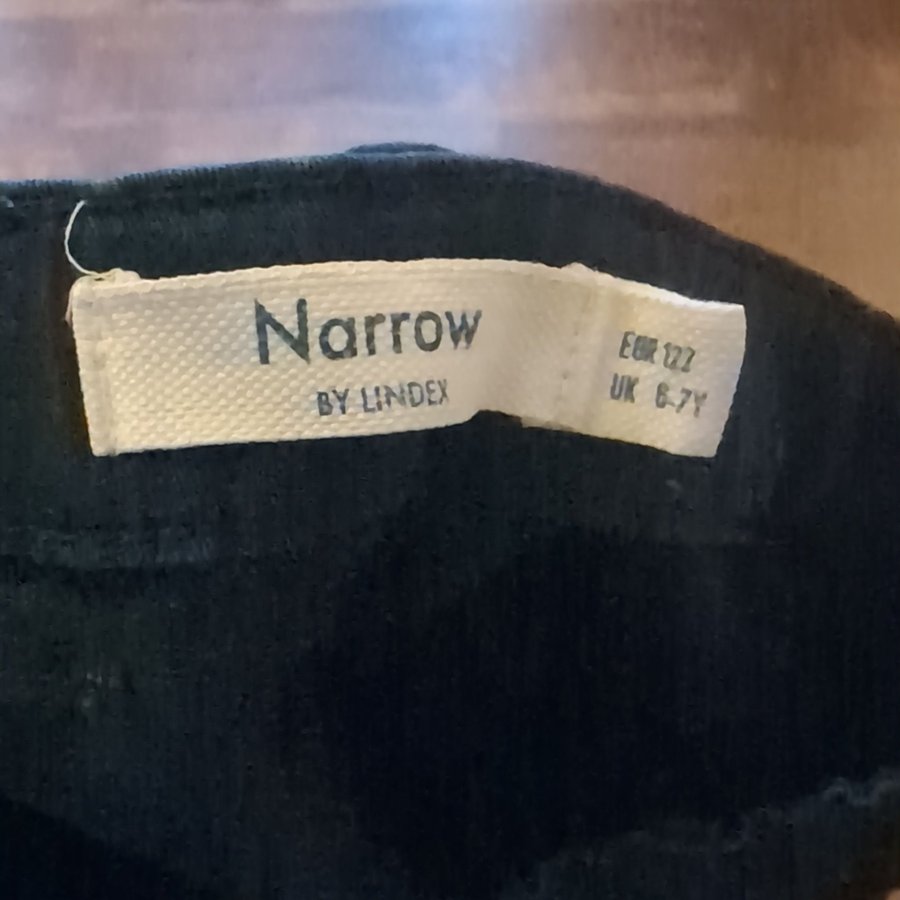 Narrow
BY LINDEX
EUR 122
UK 6-7Y